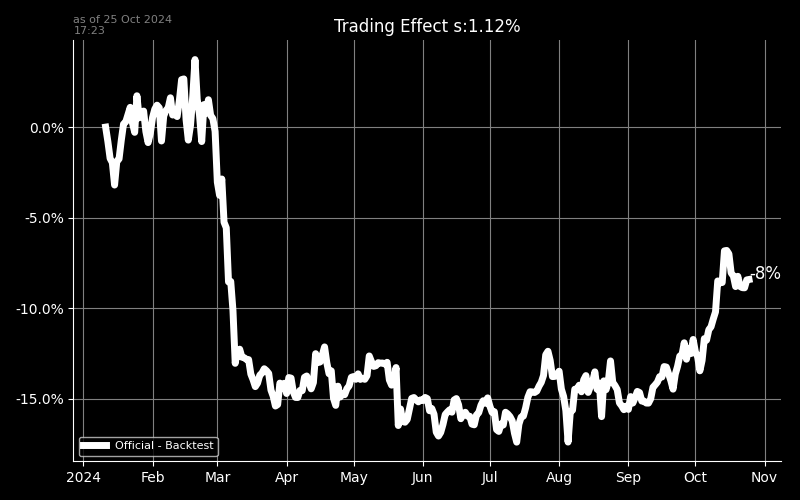 as of 25 Oct 2024
17:23
Trading Effect s:1.12%
0.0%
-5.0%
-10.0%
-15.0%
-8%
Official - Backtest
2024 Feb Mar Apr May Jun Jul Aug Sep Oct Nov